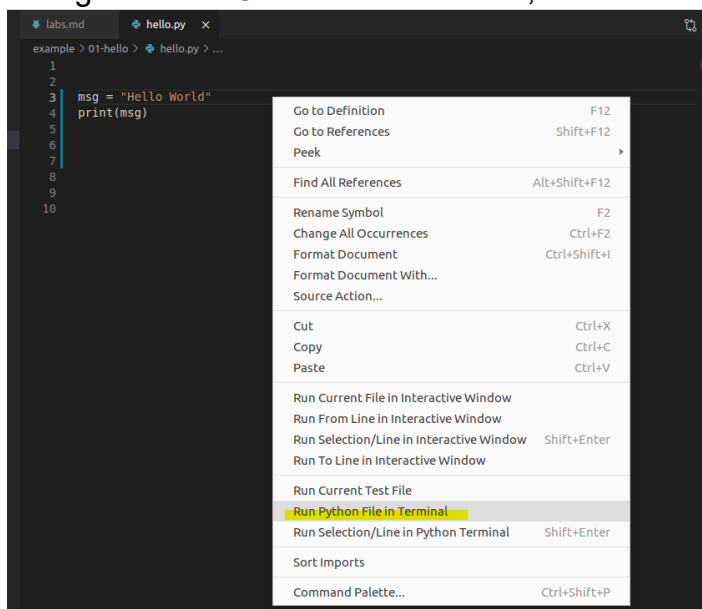 labs.md hello.py ×
example > 01-hello > hello.py > ...
1
2
3 msg = "Hello World"
4 print(msg)
5
6
7
8
9
10
Go to Definition F12
Go to References Shift+F12
Peek
Find All References Alt+Shift+F12
Rename Symbol F2
Change All Occurrences Ctrl+F2
Format Document Ctrl+Shift+I
Format Document With...
Source Action...
Cut Ctrl+X
Copy Ctrl+C
Paste Ctrl+V
Run Current File in Interactive Window
Run From Line in Interactive Window
Run Selection/Line in Interactive Window Shift+Enter
Run To Line in Interactive Window
Run Current Test File
Run Python File in Terminal
Run Selection/Line in Python Terminal Shift+Enter
Sort Imports
Command Palette... Ctrl+Shift+P